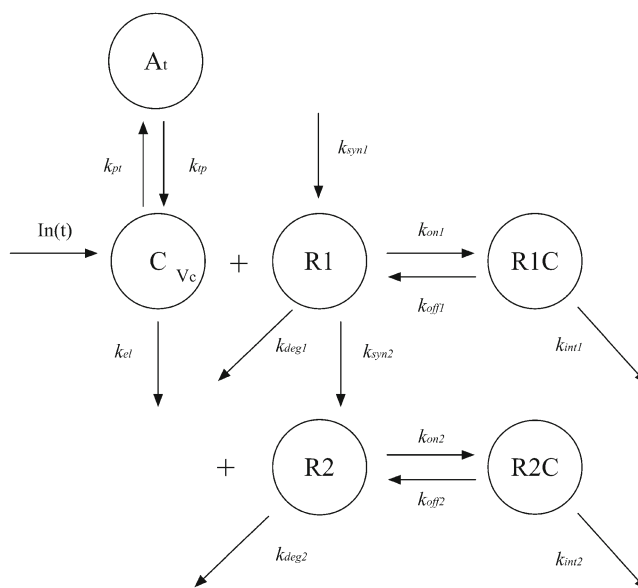 At
kpt
ktp
ksyn1
In(t)
C
Vc
+
R1
kon1
koff1
R1C
kel
kdeg1
ksyn2
kint1
+
R2
kon2
koff2
R2C
kdeg2
kint2